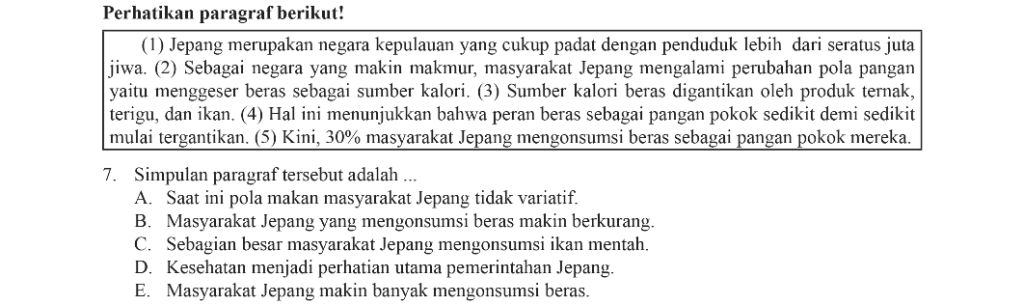 Perhatikan paragraf berikut!
(1) Jepang merupakan negara kepulauan yang cukup padat dengan penduduk lebih dari seratus juta
jiwa. (2) Sebagai negara yang makin makmur, masyarakat Jepang mengalami perubahan pola pangan
yaitu menggeser beras sebagai sumber kalori. (3) Sumber kalori beras digantikan oleh produk ternak,
terigu, dan ikan. (4) Hal ini menunjukkan bahwa peran beras sebagai pangan pokok sedikit demi sedikit
mulai tergantikan. (5) Kini, 30% masyarakat Jepang mengonsumsi beras sebagai pangan pokok mereka.
7. Simpulan paragraf tersebut adalah ...
A. Saat ini pola makan masyarakat Jepang tidak variatif.
B. Masyarakat Jepang yang mengonsumsi beras makin berkurang.
C. Sebagian besar masyarakat Jepang mengonsumsi ikan mentah.
D. Kesehatan menjadi perhatian utama pemerintahan Jepang.
E. Masyarakat Jepang makin banyak mengonsumsi beras.